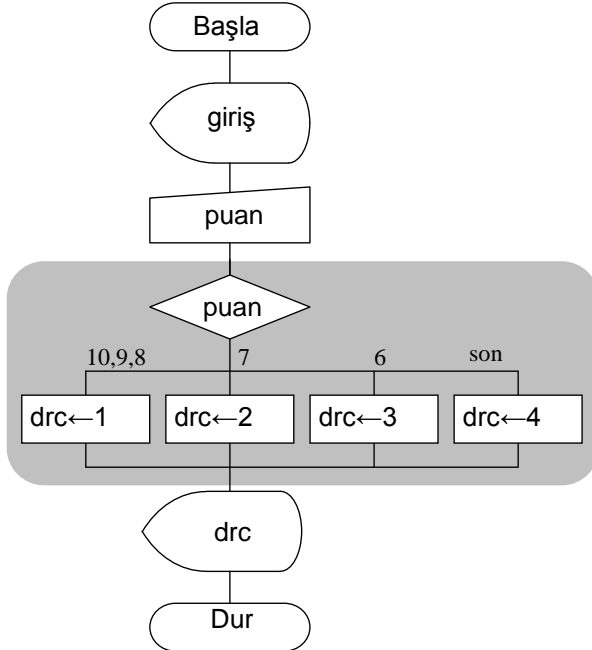 Başla
giriş
puan
puan
10,9,8 7 6 son
drc←1 drc←2 drc←3 drc←4
drc
Dur